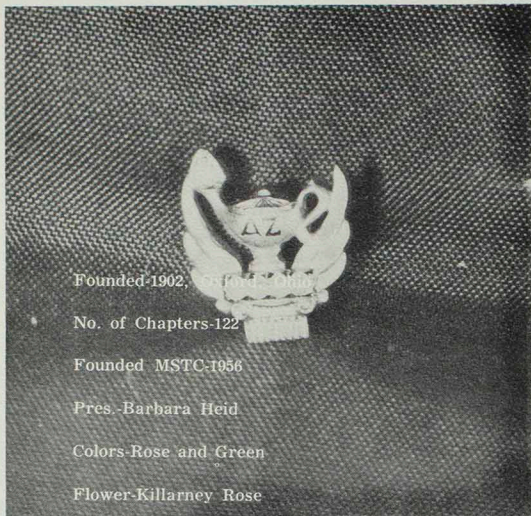 ΔΖ
Founded-1902, Oxford, Ohio
No. of Chapters-122
Founded MSTC-1956
Pres.-Barbara Heid
Colors-Rose and Green
Flower-Killarney Rose